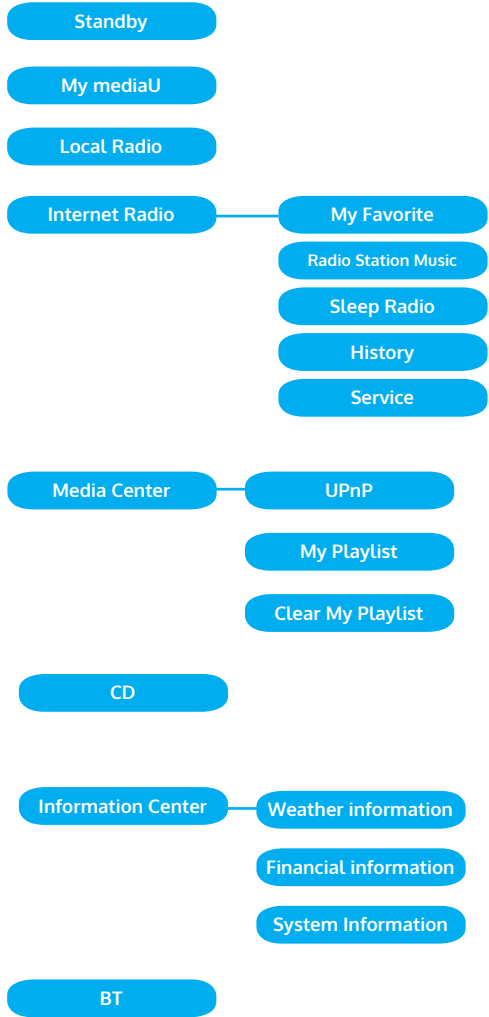 Standby
My mediaU
Local Radio
Internet Radio
My Favorite
Radio Station Music
Sleep Radio
History
Service
Media Center
UPnP
My Playlist
Clear My Playlist
CD
Information Center
Weather information
Financial information
System Information
BT